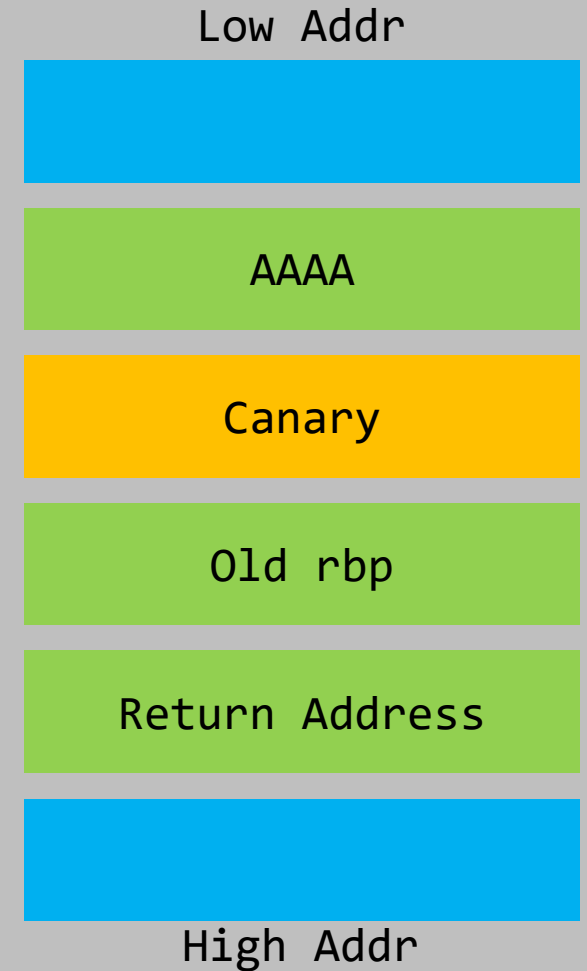 Low Addr
AAAA
Canary
Old rbp
Return Address
High Addr